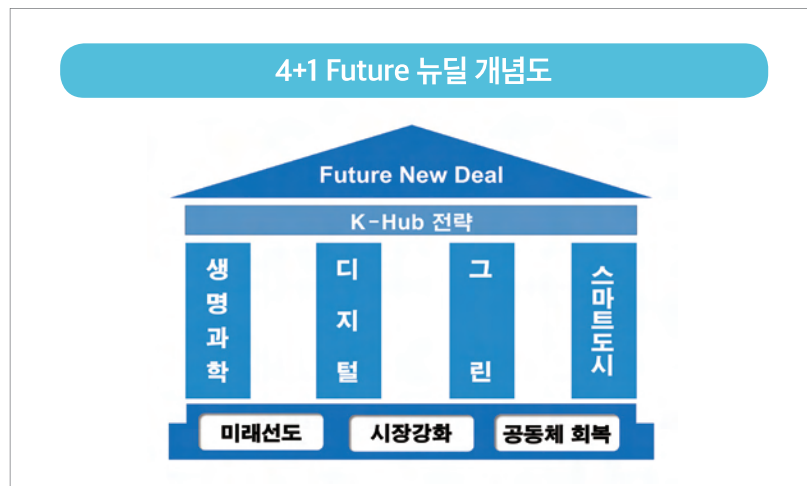 4+1 Future 뉴딜 개념도
Future New Deal
K-Hub 전략
생명과학
디지털
그린
스마트도시
미래선도
시장강화
공동체 회복